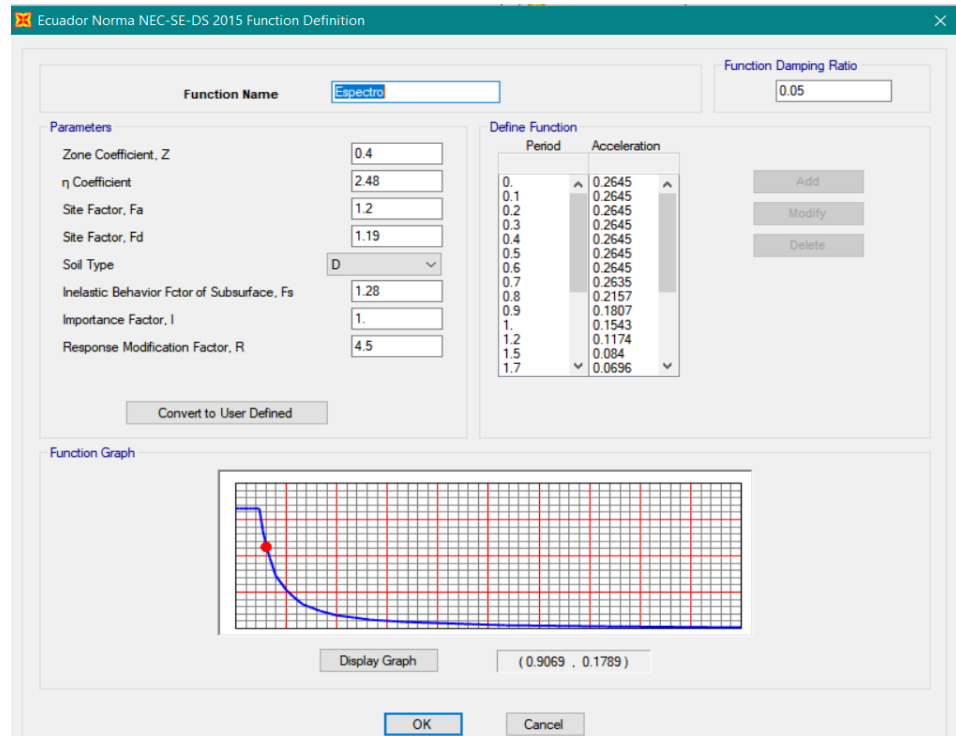 Ecuador Norma NEC-SE-DS 2015 Function Definition
Function Name Espectro
Function Damping Ratio
0.05
Parameters
Zone Coefficient, Z 0.4
η Coefficient 2.48
Site Factor, Fa 1.2
Site Factor, Fd 1.19
Soil Type D
Inelastic Behavior Fctor of Subsurface, Fs 1.28
Importance Factor, I 1.
Response Modification Factor, R 4.5
Convert to User Defined
Define Function
Period Acceleration
0. 0.2645
0.1 0.2645
0.2 0.2645
0.3 0.2645
0.4 0.2645
0.5 0.2645
0.6 0.2645
0.7 0.2635
0.8 0.2157
0.9 0.1807
1. 0.1543
1.2 0.1174
1.5 0.084
1.7 0.0696
Add
Modify
Delete
Function Graph
Display Graph (0.9069 , 0.1789)
OK Cancel